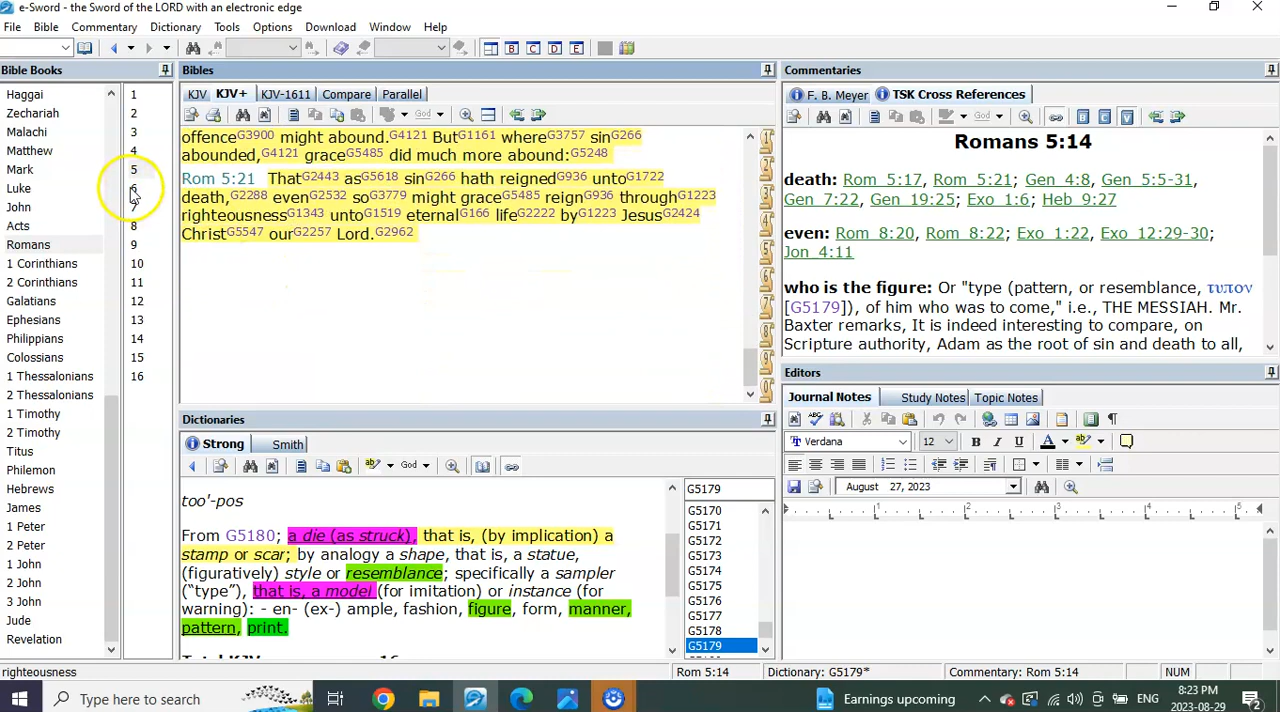 e-Sword - the Sword of the LORD with an electronic edge
File Bible Commentary Dictionary Tools Options Download Window Help
Bible Books
Haggai
Zechariah
Malachi
Matthew
Mark
Luke
John
Acts
Romans
1 Corinthians
2 Corinthians
Galatians
Ephesians
Philippians
Colossians
1 Thessalonians
2 Thessalonians
1 Timothy
2 Timothy
Titus
Philemon
Hebrews
James
1 Peter
2 Peter
1 John
2 John
3 John
Jude
Revelation
1
2
3
4
5
6
7
8
9
10
11
12
13
14
15
16
Bibles
KJV KJV+ KJV-1611 Compare Parallel
God
offenceG3900 might abound.G4121 ButG1161 whereG3757 sinG266
abounded,G4121 graceG5485 did much more abound:G5248
Rom 5:21 ThatG2443 asG5618 sinG266 hath reignedG936 untoG1722
death,G2288 evenG2532 soG3779 might graceG5485 reignG936 throughG1223
righteousnessG1343 untoG1519 eternalG166 lifeG2222 byG1223 JesusG2424
ChristG5547 ourG2257 Lord.G2962
Dictionaries
Strong Smith
God
too'-pos
From G5180; a die (as struck), that is, (by implication) a
stamp or scar; by analogy a shape, that is, a statue,
(figuratively) style or resemblance; specifically a sampler
("type"), that is, a model (for imitation) or instance (for
warning): - en- (ex-) ample, fashion, figure, form, manner,
pattern, print.
G5179
G5170
G5171
G5172
G5173
G5174
G5175
G5176
G5177
G5178
G5179
Commentaries
F. B. Meyer TSK Cross References
God
B C V
Romans 5:14
death: Rom 5:17, Rom 5:21; Gen 4:8, Gen 5:5-31,
Gen 7:22, Gen 19:25; Exo 1:6; Heb 9:27
even: Rom 8:20, Rom 8:22; Exo 1:22, Exo 12:29-30;
Jon 4:11
who is the figure: Or "type (pattern, or resemblance, τυπον
[G5179]), of him who was to come," i.e., THE MESSIAH. Mr.
Baxter remarks, It is indeed interesting to compare, on
Scripture authority, Adam as the root of sin and death to all,
Editors
Journal Notes Study Notes Topic Notes
Verdana 12 B I U A
August 27, 2023
1 2 3 4 5
righteousness
Rom 5:14 Dictionary: G5179* Commentary: Rom 5:14 NUM
Type here to search
Earnings upcoming
ENG
8:23 PM
2023-08-29
2